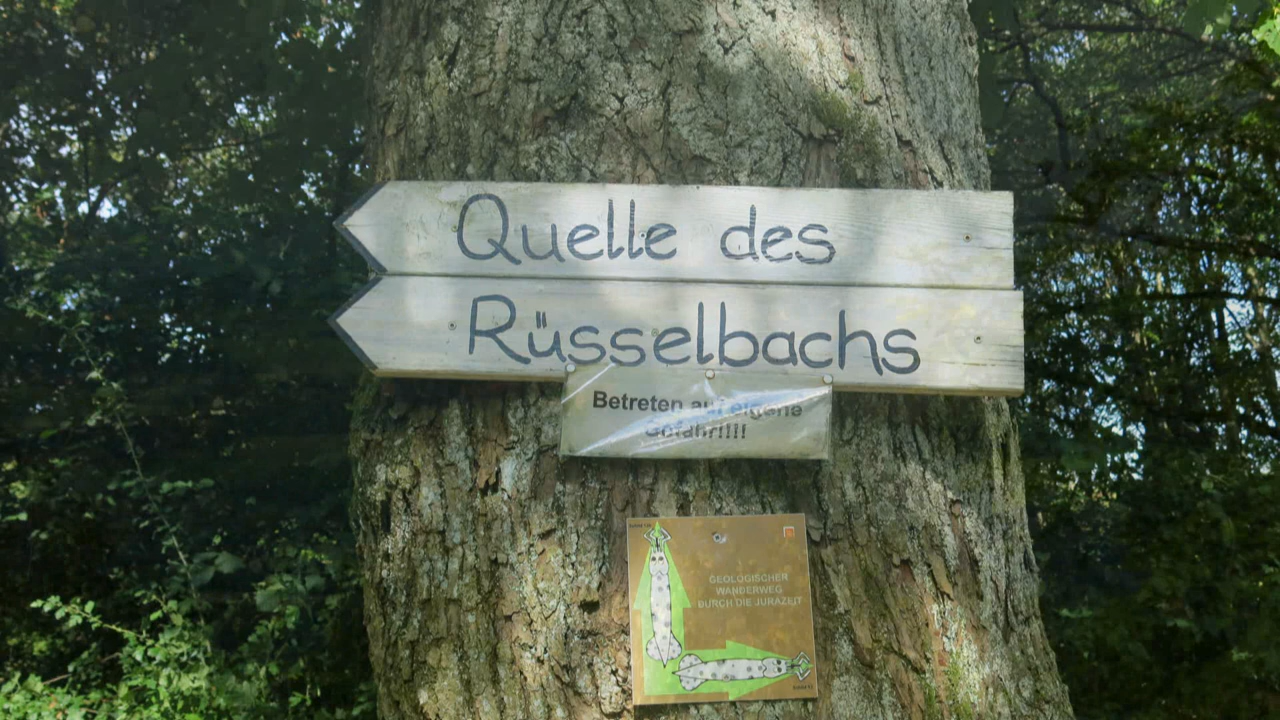 Quelle des
Rüsselbachs
Betreten auf eigene
Gefahr!!!!
GEOLOGISCHER
WANDERWEG
DURCH DIE JURAZEIT